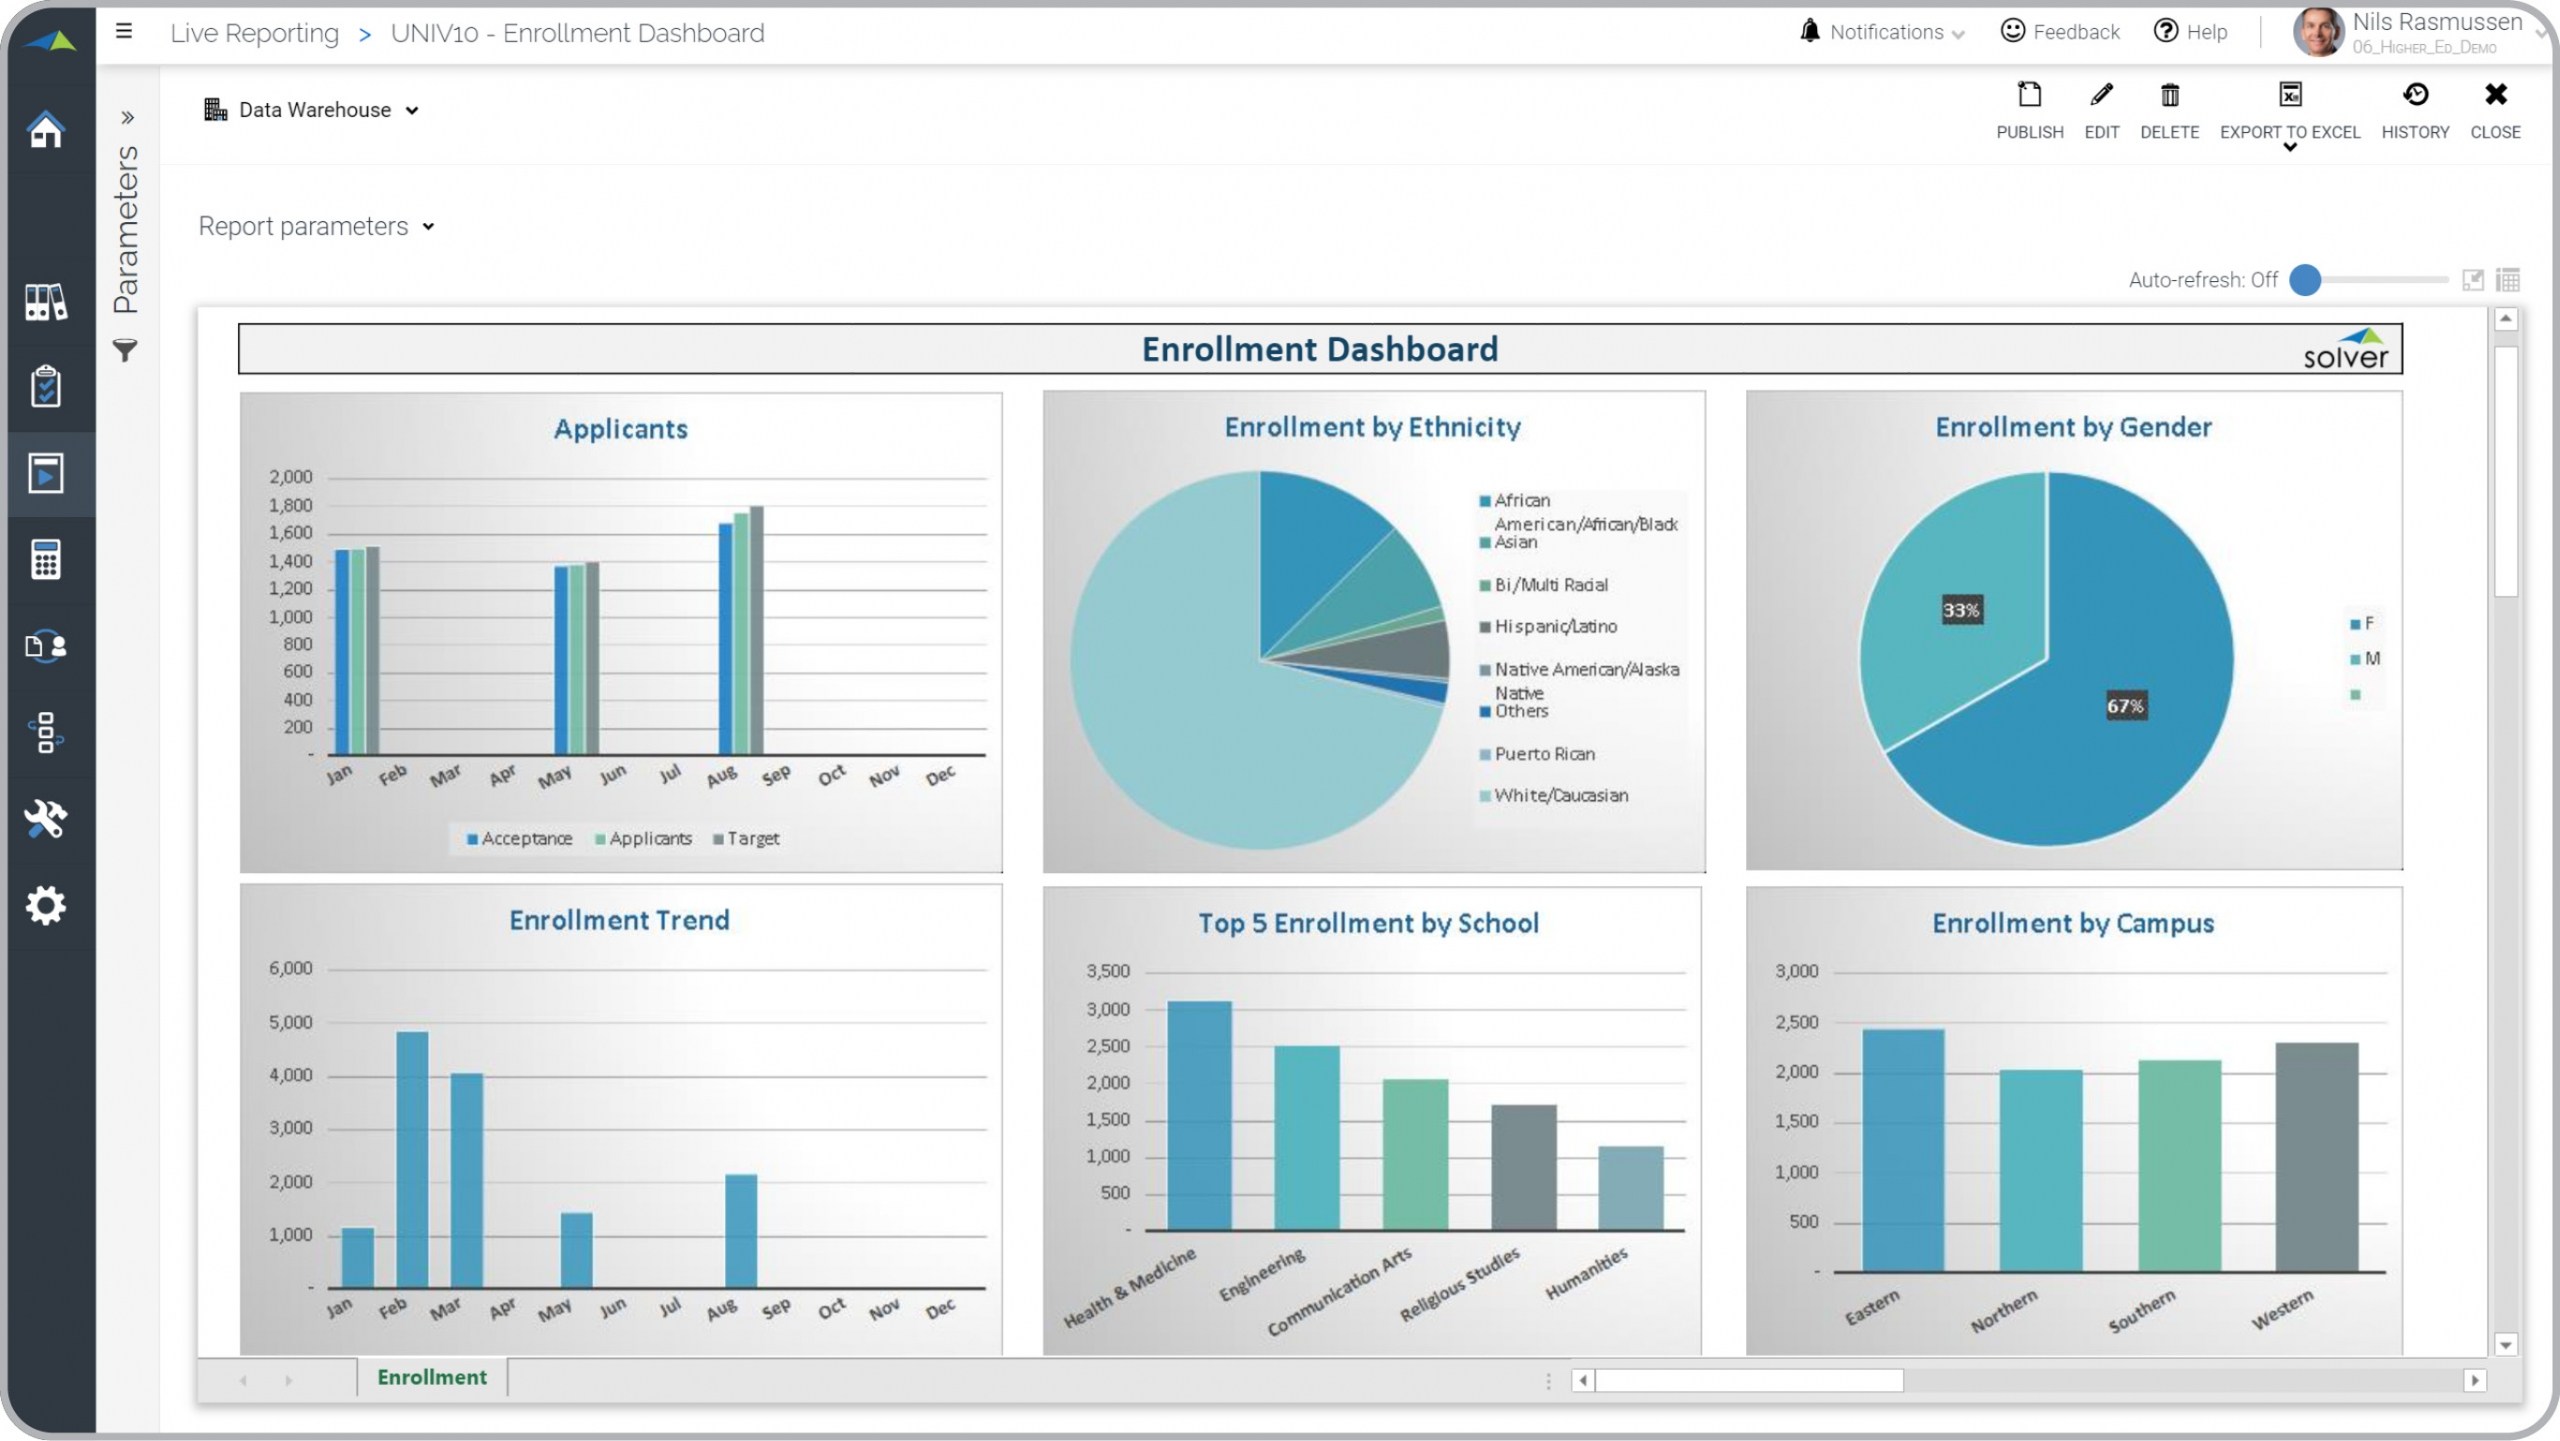 Live Reporting > UNIV10 - Enrollment Dashboard
Notifications
Feedback
Help
Nils Rasmussen
06_Higher_Ed_Demo
Parameters
Data Warehouse
PUBLISH
EDIT
DELETE
EXPORT TO EXCEL
HISTORY
CLOSE
Report parameters
Auto-refresh: Off
Enrollment Dashboard
solver
Applicants
2,000
1,800
1,600
1,400
1,200
1,000
800
600
400
200
-
Jan Feb Mar Apr May Jun Jul Aug Sep Oct Nov Dec
Acceptance Applicants Target
Enrollment by Ethnicity
African
American/African/Black
Asian
Bi/Multi Racial
Hispanic/Latino
Native American/Alaska
Native
Others
Puerto Rican
White/Caucasian
Enrollment by Gender
33%
67%
F
M
Enrollment Trend
6,000
5,000
4,000
3,000
2,000
1,000
-
Jan Feb Mar Apr May Jun Jul Aug Sep Oct Nov Dec
Top 5 Enrollment by School
3,500
3,000
2,500
2,000
1,500
1,000
500
-
Health & Medicine
Engineering
Communication Arts
Religious Studies
Humanities
Enrollment by Campus
3,000
2,500
2,000
1,500
1,000
500
-
Eastern
Northern
Southern
Western
Enrollment